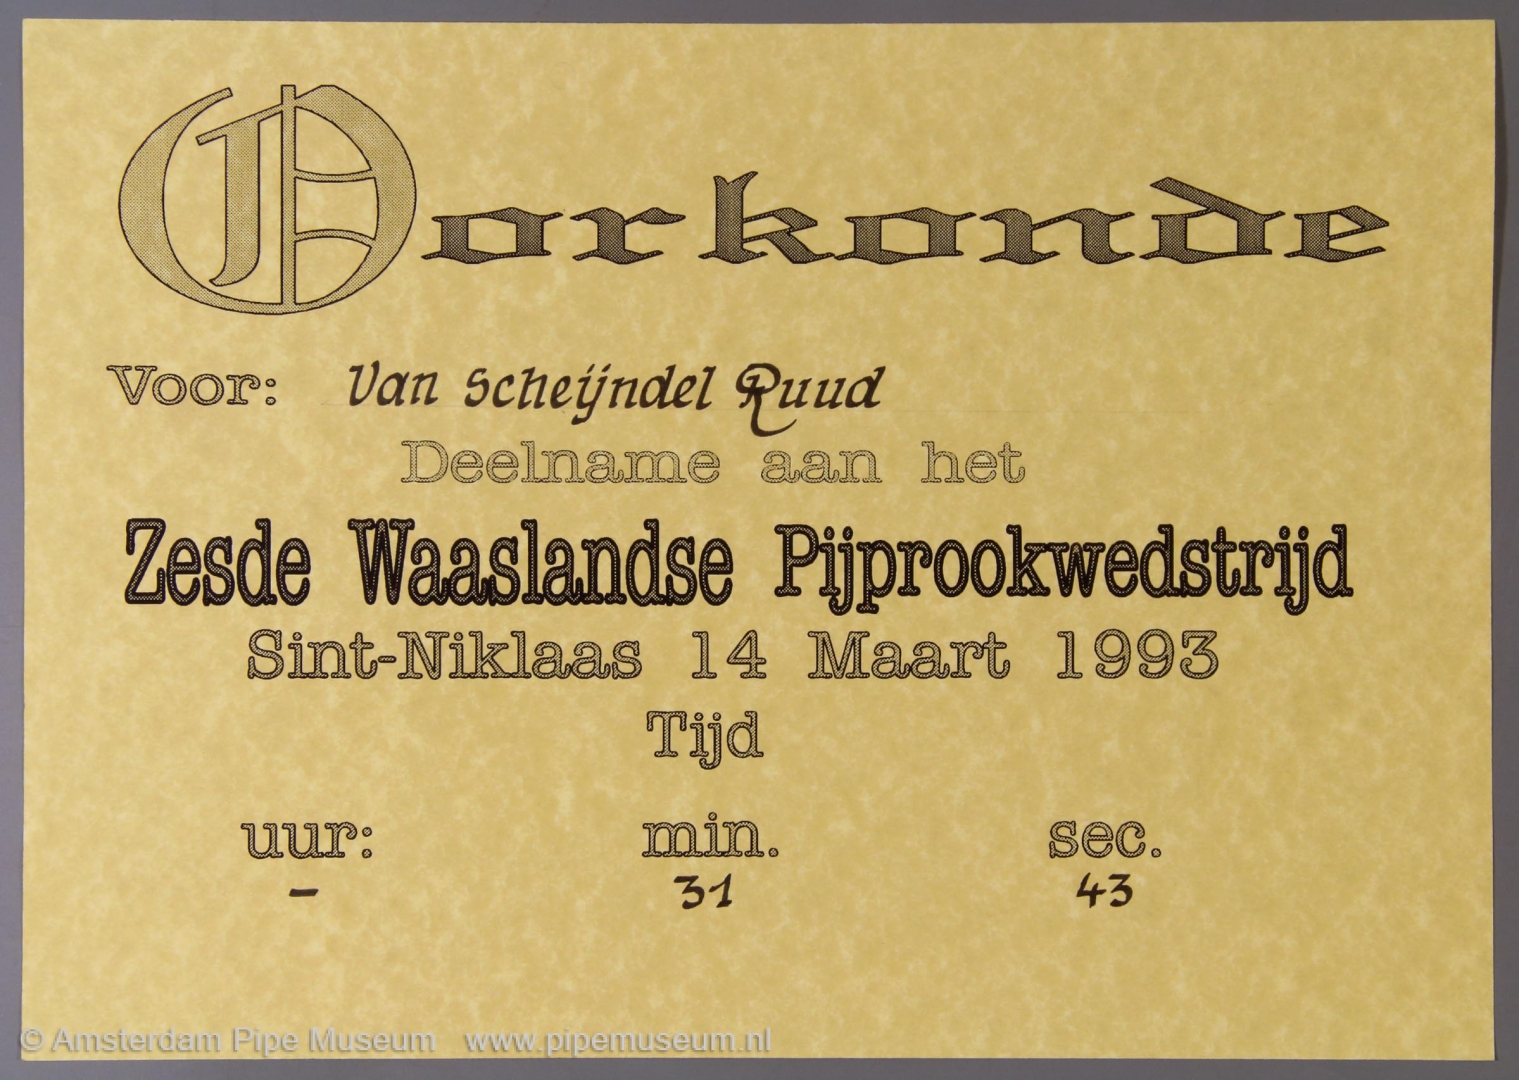 Oorkonde
Voor: Van Scheijndel Ruud
Deelname aan het
Zesde Waaslandse Pijprookwedstrijd
Sint-Niklaas 14 Maart 1993
Tijd
uur: min. sec.
- 31 43
© Amsterdam Pipe Museum www.pipemuseum.nl